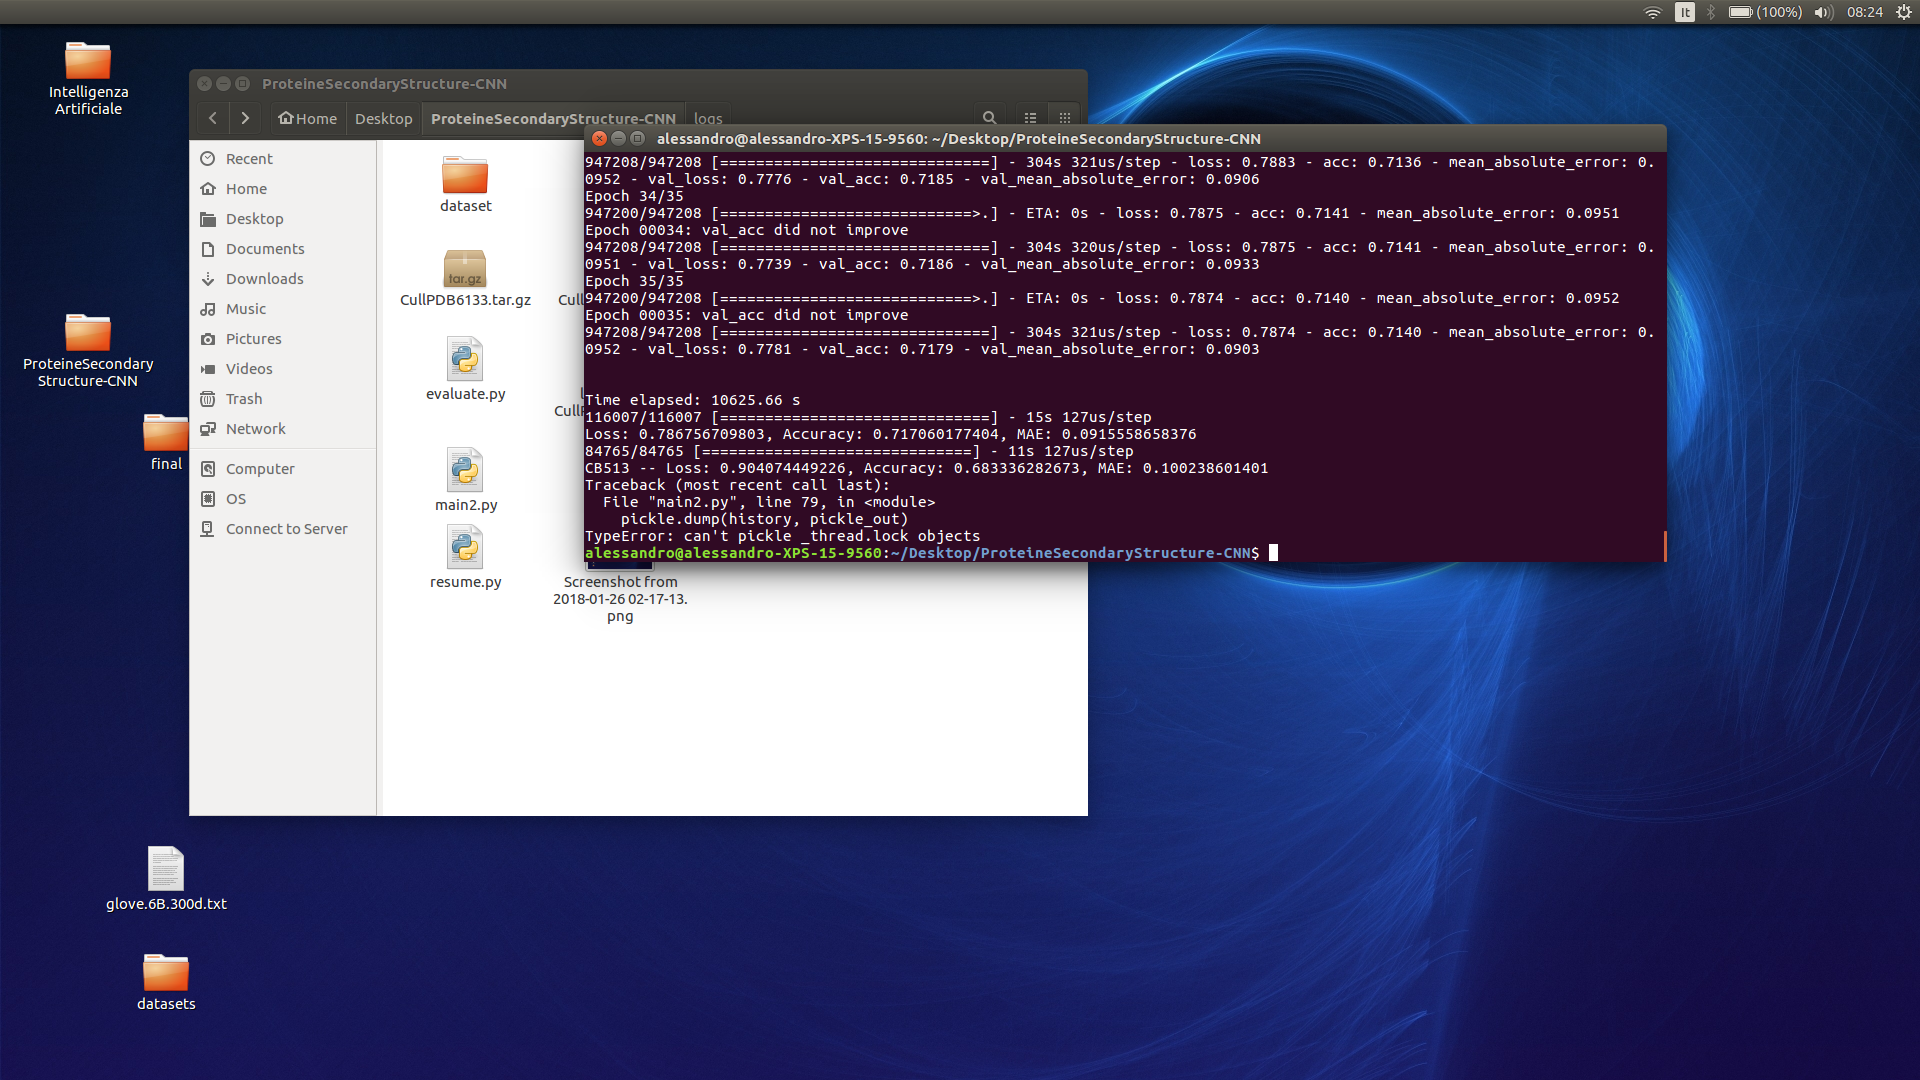 It
(100%)
08:24
Intelligenza
Artificiale
ProteineSecondary
Structure-CNN
final
glove.6B.300d.txt
datasets
ProteineSecondaryStructure-CNN
Home
Desktop
ProteineSecondaryStructure-CNN
logs
Recent
Home
Desktop
Documents
Downloads
Music
Pictures
Videos
Trash
Network
Computer
OS
Connect to Server
dataset
tar.gz
CullPDB6133.tar.gz
evaluate.py
main2.py
resume.py
Cull
CullP
Screenshot from
2018-01-26 02-17-13.
png
alessandro@alessandro-XPS-15-9560: ~/Desktop/ProteineSecondaryStructure-CNN
947208/947208 [==============================] - 304s 321us/step - loss: 0.7883 - acc: 0.7136 - mean_absolute_error: 0.
0952 - val_loss: 0.7776 - val_acc: 0.7185 - val_mean_absolute_error: 0.0906
Epoch 34/35
947200/947208 [============================>.] - ETA: 0s - loss: 0.7875 - acc: 0.7141 - mean_absolute_error: 0.0951
Epoch 00034: val_acc did not improve
947208/947208 [==============================] - 304s 320us/step - loss: 0.7875 - acc: 0.7141 - mean_absolute_error: 0.
0951 - val_loss: 0.7739 - val_acc: 0.7186 - val_mean_absolute_error: 0.0933
Epoch 35/35
947200/947208 [============================>.] - ETA: 0s - loss: 0.7874 - acc: 0.7140 - mean_absolute_error: 0.0952
Epoch 00035: val_acc did not improve
947208/947208 [==============================] - 304s 321us/step - loss: 0.7874 - acc: 0.7140 - mean_absolute_error: 0.
0952 - val_loss: 0.7781 - val_acc: 0.7179 - val_mean_absolute_error: 0.0903
Time elapsed: 10625.66 s
116007/116007 [==============================] - 15s 127us/step
Loss: 0.786756709803, Accuracy: 0.717060177404, MAE: 0.0915558658376
84765/84765 [==============================] - 11s 127us/step
CB513 -- Loss: 0.904074449226, Accuracy: 0.683336282673, MAE: 0.100238601401
Traceback (most recent call last):
  File "main2.py", line 79, in <module>
    pickle.dump(history, pickle_out)
TypeError: can't pickle _thread.lock objects
alessandro@alessandro-XPS-15-9560:~/Desktop/ProteineSecondaryStructure-CNN$